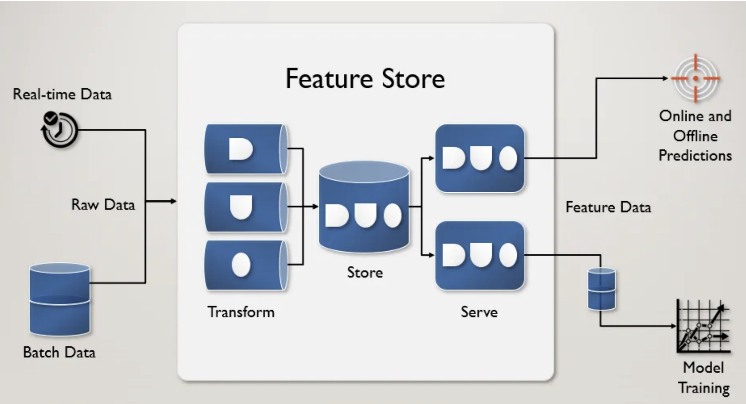 Feature Store
Real-time Data
Raw Data
Batch Data
Transform
Store
Serve
Feature Data
Online and
Offline
Predictions
Model
Training